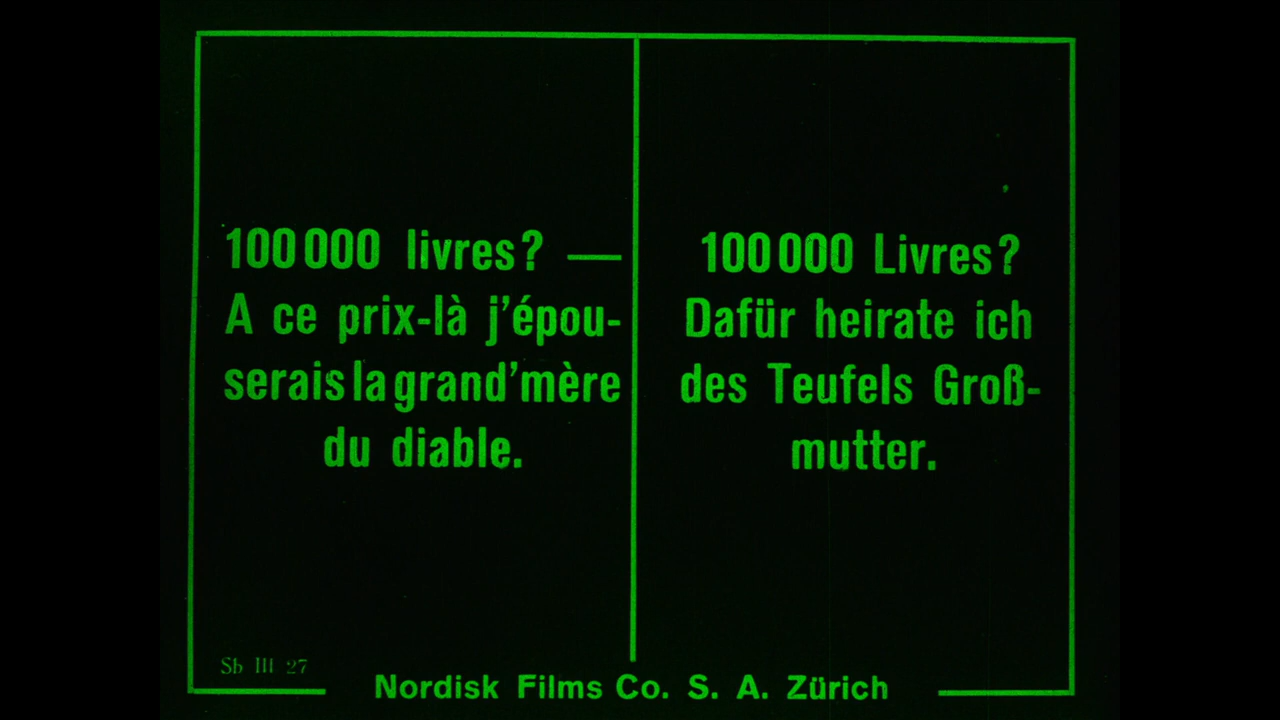 100 000 livres? —
A ce prix-là j'épou-
serais la grand'mère
du diable.
100 000 Livres?
Dafür heirate ich
des Teufels Groß-
mutter.
Sb III 27
Nordisk Films Co. S. A. Zürich